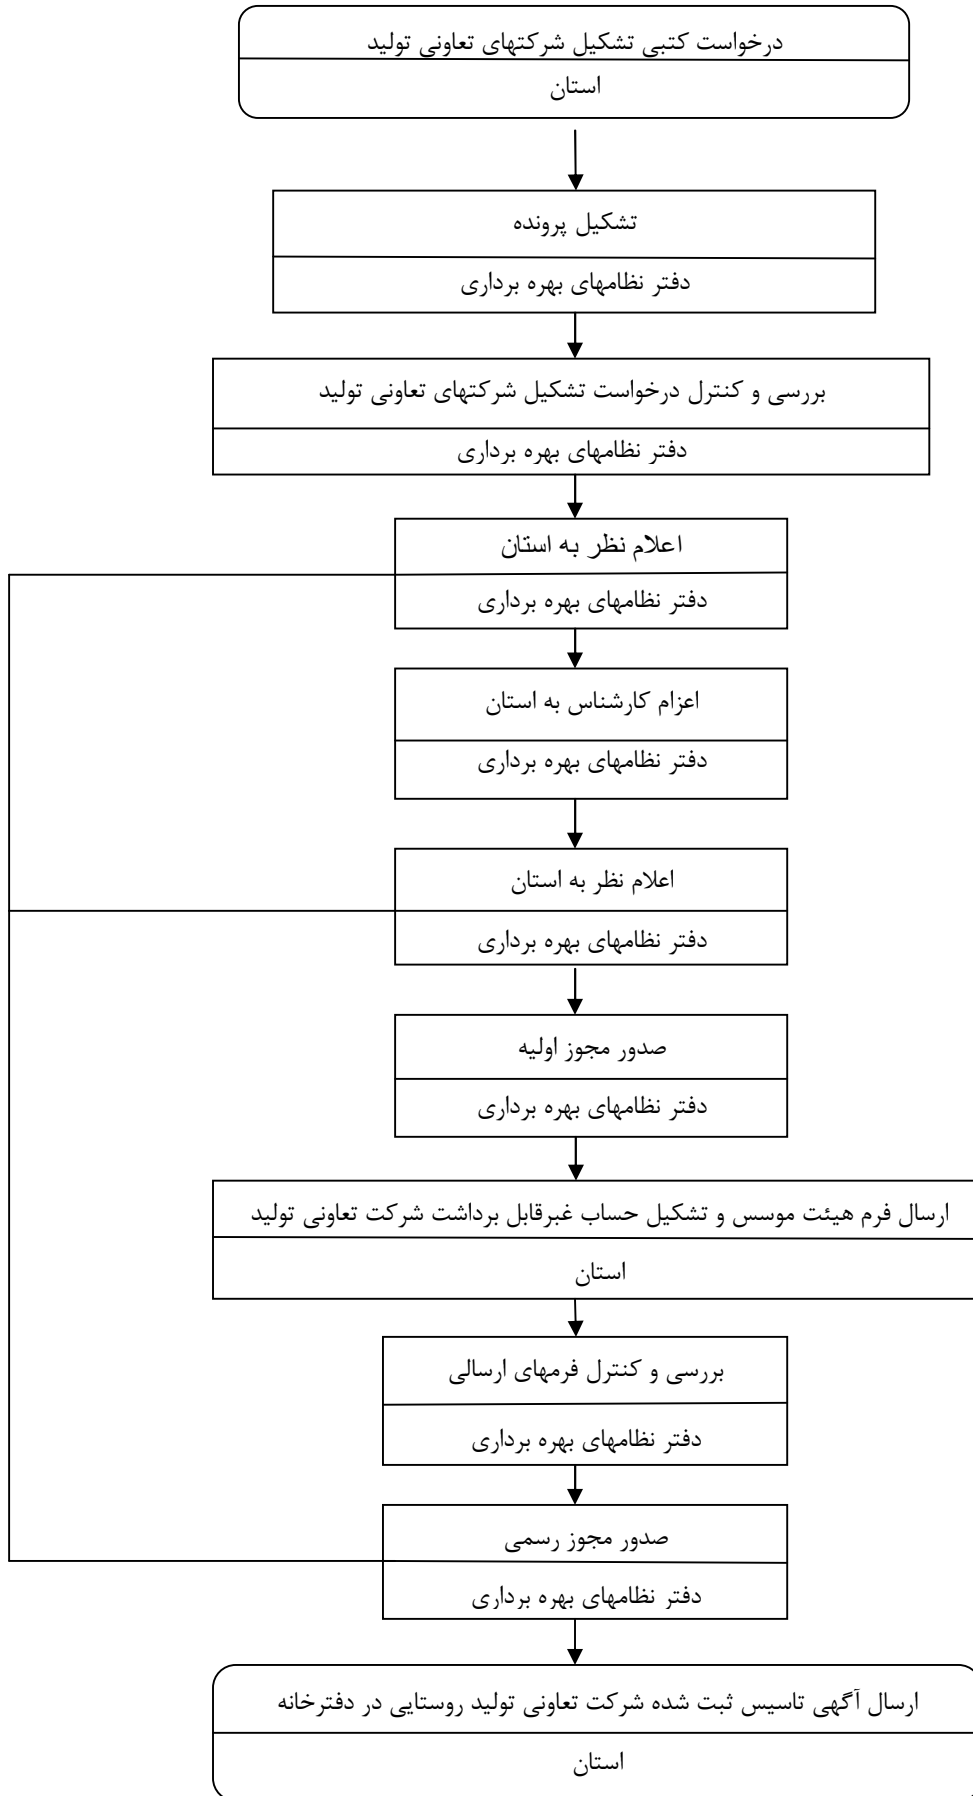 درخواست کتبی تشکیل شرکتهای تعاونی تولید
استان
تشکیل پرونده
دفتر نظامهای بهره برداری
بررسی و کنترل درخواست تشکیل شرکتهای تعاونی تولید
دفتر نظامهای بهره برداری
اعلام نظر به استان
دفتر نظامهای بهره برداری
اعزام کارشناس به استان
دفتر نظامهای بهره برداری
اعلام نظر به استان
دفتر نظامهای بهره برداری
صدور مجوز اولیه
دفتر نظامهای بهره برداری
ارسال فرم هیئت موسس و تشکیل حساب غبرقابل برداشت شرکت تعاونی تولید
استان
بررسی و کنترل فرمهای ارسالی
دفتر نظامهای بهره برداری
صدور مجوز رسمی
دفتر نظامهای بهره برداری
ارسال آگهی تاسیس ثبت شده شرکت تعاونی تولید روستایی در دفترخانه
استان